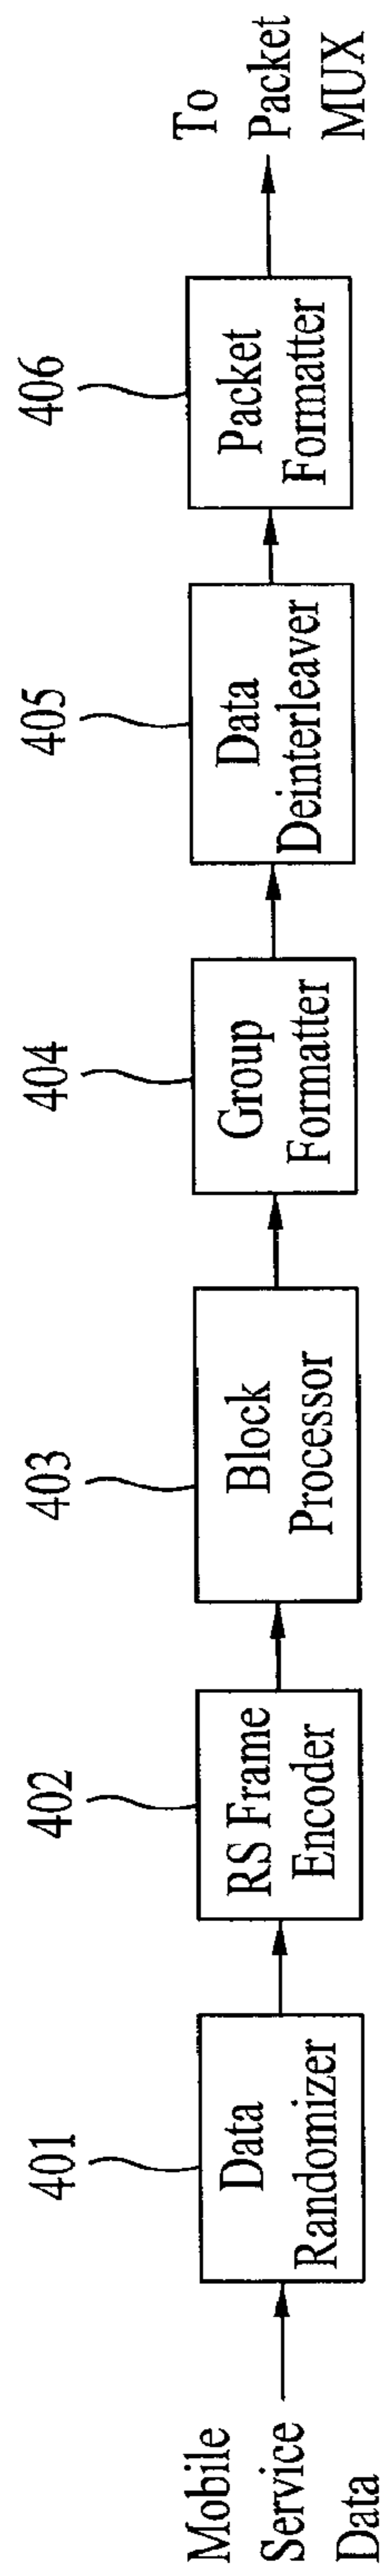 Mobile
Service
Data
401
Data
Randomizer
402
RS Frame
Encoder
403
Block
Processor
404
Group
Formatter
405
Data
Deinterleaver
406
Packet
Formatter
To
Packet
MUX